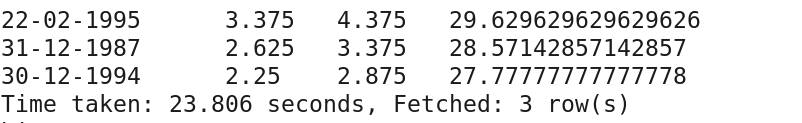 22-02-1995 3.375 4.375 29.629629629629626
31-12-1987 2.625 3.375 28.57142857142857
30-12-1994 2.25 2.875 27.77777777777778
Time taken: 23.806 seconds, Fetched: 3 row(s)